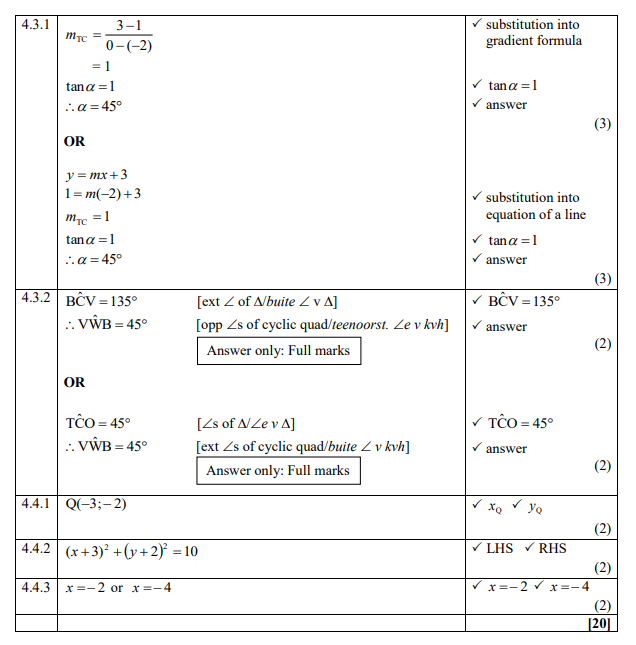 4.3.1
m_TC = (3 − 1)/(0 − (−2))
= 1
tan α = 1
∴ α = 45°
OR
y = mx + 3
1 = m(−2) + 3
m_TC = 1
tan α = 1
∴ α = 45°
✓ substitution into
gradient formula
✓ tan α = 1
✓ answer
(3)
✓ substitution into
equation of a line
✓ tan α = 1
✓ answer
(3)
4.3.2
BĈV = 135° [ext ∠ of Δ/buite ∠ v Δ]
∴ VŴB = 45° [opp ∠s of cyclic quad/teenoorst. ∠e v kvh]
Answer only: Full marks
OR
TĈO = 45° [∠s of Δ/∠e v Δ]
∴ VŴB = 45° [ext ∠s of cyclic quad/buite ∠ v kvh]
Answer only: Full marks
✓ BĈV = 135°
✓ answer
(2)
✓ TĈO = 45°
✓ answer
(2)
4.4.1 Q(−3; − 2) ✓ x_Q ✓ y_Q
(2)
4.4.2 (x + 3)² + (y + 2)² = 10 ✓ LHS ✓ RHS
(2)
4.4.3 x = −2 or x = −4 ✓ x = −2 ✓ x = −4
(2)
[20]